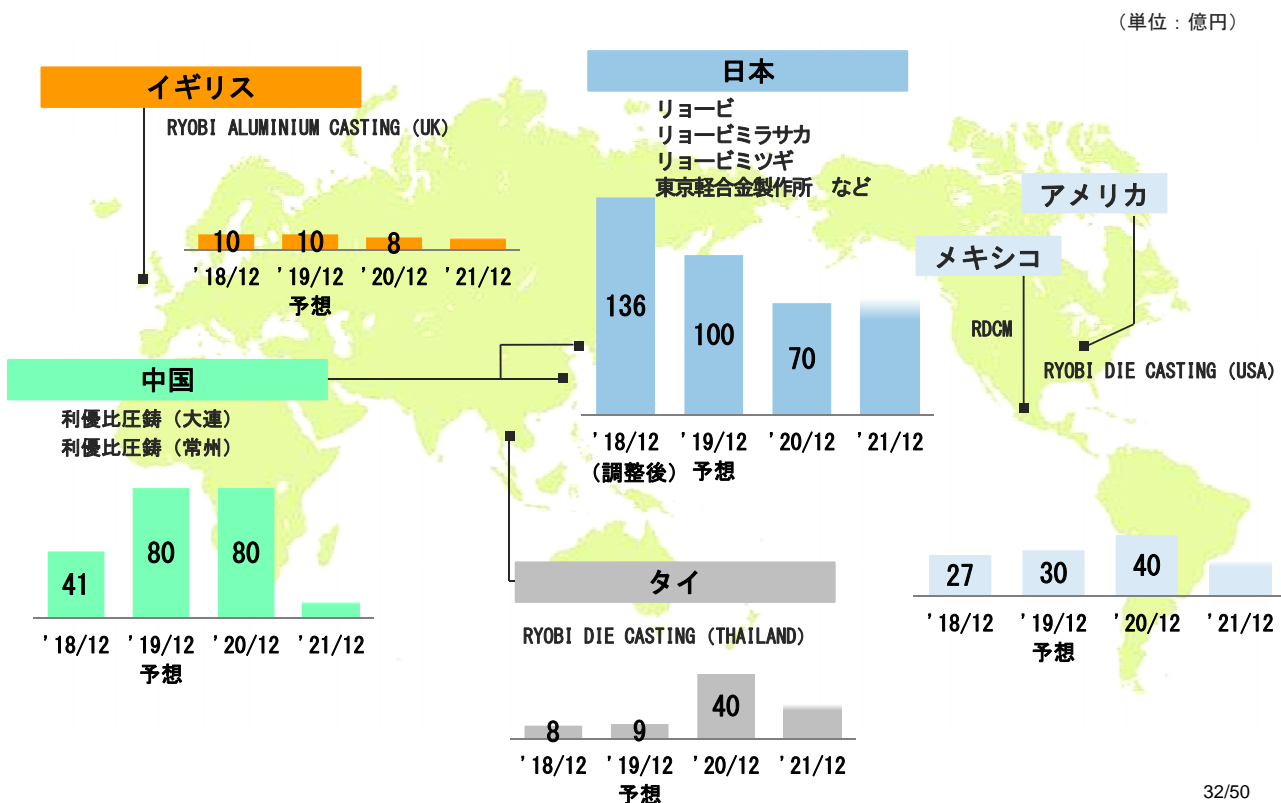 （単位：億円）
イギリス
RYOBI ALUMINIUM CASTING (UK)
10 10 8
'18/12 '19/12 '20/12 '21/12
予想
日本
リョービ
リョービミラサカ
リョービミツギ
東京軽合金製作所 など
136 100 70
'18/12 '19/12 '20/12 '21/12
(調整後) 予想
アメリカ
メキシコ
RDCM
RYOBI DIE CASTING (USA)
27 30 40
'18/12 '19/12 '20/12 '21/12
予想
中国
利優比圧鋳（大連）
利優比圧鋳（常州）
41 80 80
'18/12 '19/12 '20/12 '21/12
予想
タイ
RYOBI DIE CASTING (THAILAND)
8 9 40
'18/12 '19/12 '20/12 '21/12
予想
32/50